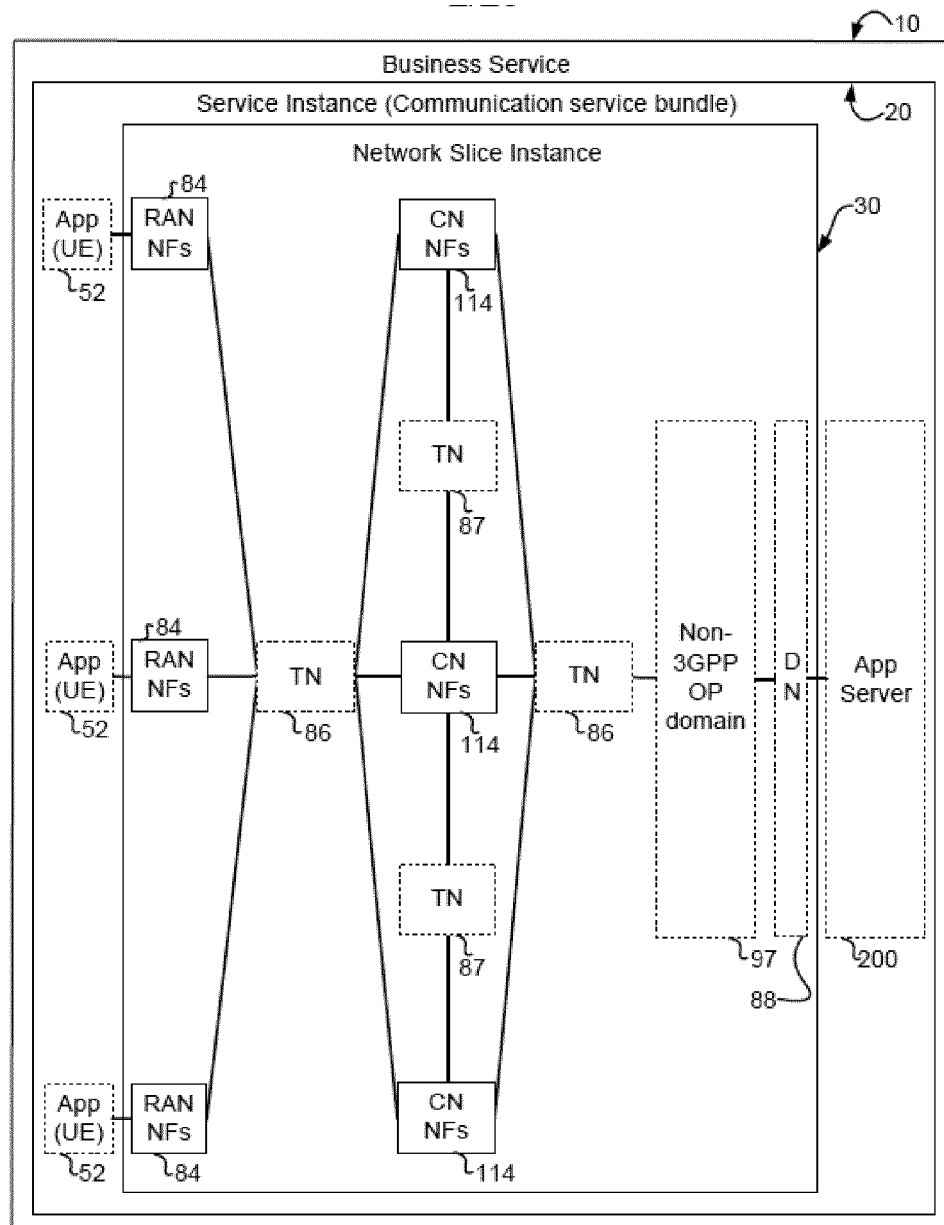 10
Business Service
Service Instance (Communication service bundle)
20
Network Slice Instance
84
App
(UE)
52
RAN
NFs
CN
NFs
114
30
TN
87
84
App
(UE)
52
RAN
NFs
TN
86
CN
NFs
114
TN
86
Non-
3GPP
OP
domain
97
D
N
88
App
Server
200
TN
87
App
(UE)
52
RAN
NFs
84
CN
NFs
114